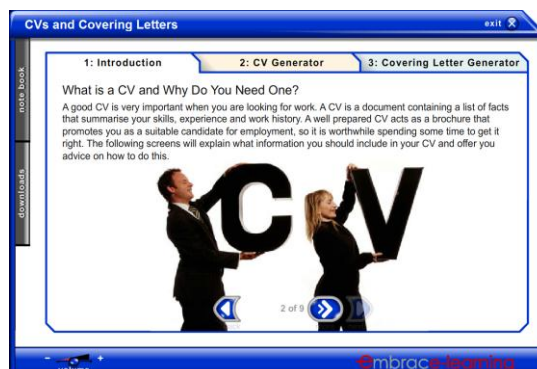 CVs and Covering Letters
exit
note book
downloads
1: Introduction
2: CV Generator
3: Covering Letter Generator
What is a CV and Why Do You Need One?
A good CV is very important when you are looking for work. A CV is a document containing a list of facts
that summarise your skills, experience and work history. A well prepared CV acts as a brochure that
promotes you as a suitable candidate for employment, so it is worthwhile spending some time to get it
right. The following screens will explain what information you should include in your CV and offer you
advice on how to do this.
C V
2 of 9
- +
volume
embrace-learning